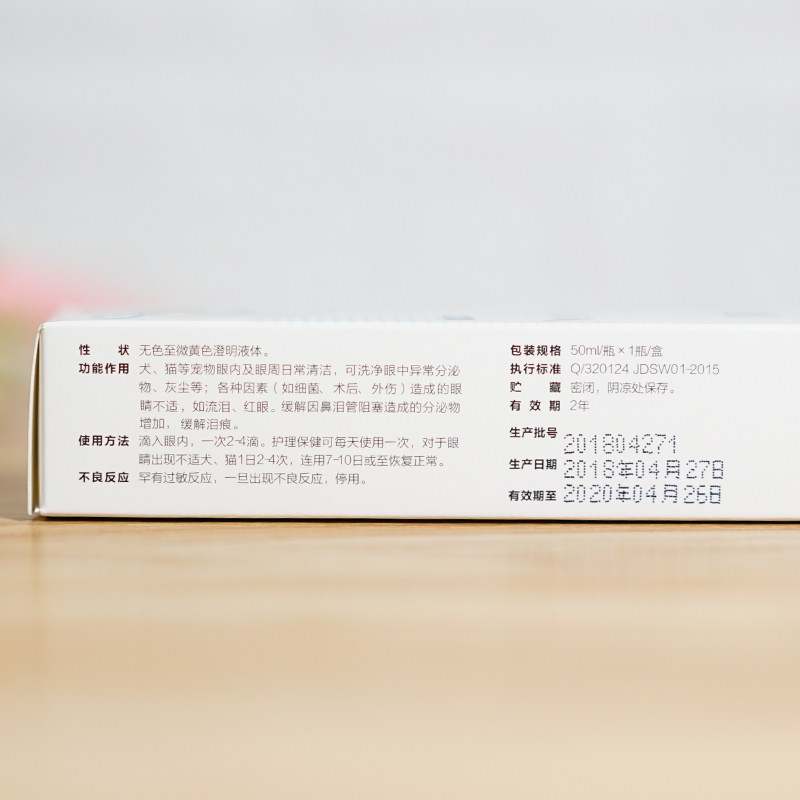 性 状 无色至微黄色澄明液体。
功能作用 犬、猫等宠物眼内及眼周日常清洁，可洗净眼中异常分泌
物、灰尘等；各种因素（如细菌、术后、外伤）造成的眼
睛不适，如流泪、红眼。缓解因鼻泪管阻塞造成的分泌物
增加，缓解泪痕。
使用方法 滴入眼内，一次2-4滴。护理保健可每天使用一次，对于眼
睛出现不适犬、猫1日2-4次，连用7-10日或至恢复正常。
不良反应 罕有过敏反应，一旦出现不良反应，停用。
包装规格 50ml/瓶×1瓶/盒
执行标准 Q/320124 JDSW01-2015
贮 藏 密闭，阴凉处保存。
有 效 期 2年
生产批号 201804271
生产日期 2018年04月27日
有效期至 2020年04月26日